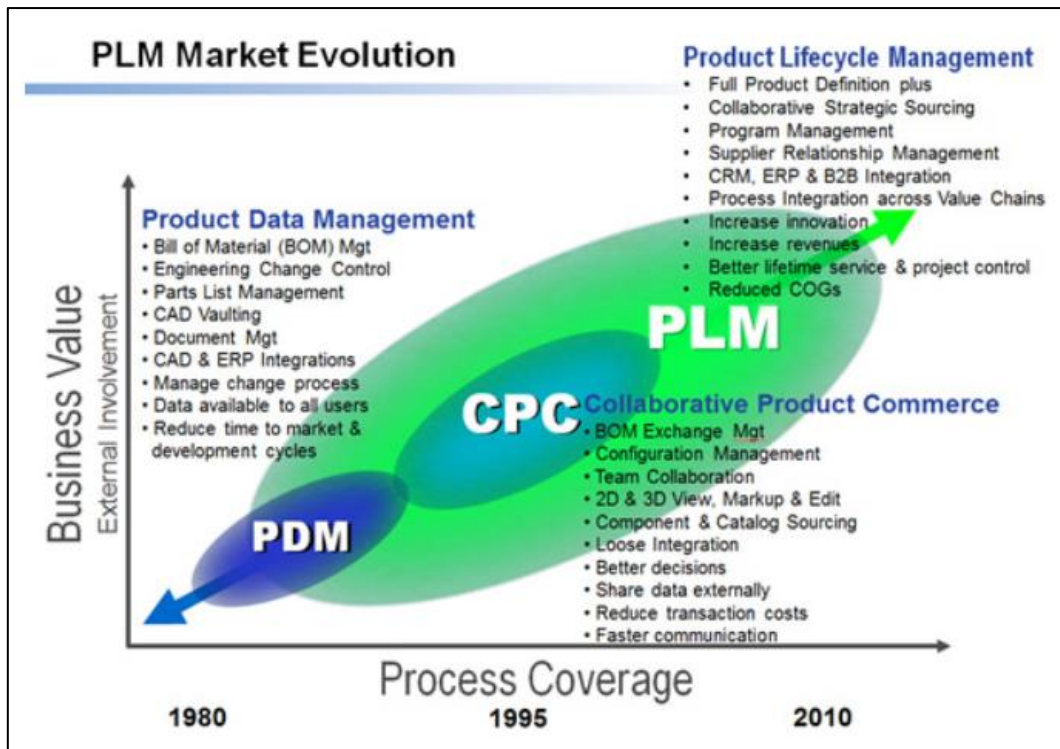 PLM Market Evolution
Product Lifecycle Management
• Full Product Definition plus
• Collaborative Strategic Sourcing
• Program Management
• Supplier Relationship Management
• CRM, ERP & B2B Integration
• Process Integration across Value Chains
• Increase innovation
• Increase revenues
• Better lifetime service & project control
• Reduced COGs
Product Data Management
• Bill of Material (BOM) Mgt
• Engineering Change Control
• Parts List Management
• CAD Vaulting
• Document Mgt
• CAD & ERP Integrations
• Manage change process
• Data available to all users
• Reduce time to market &
development cycles
Business Value
External Involvement
PLM
CPC
PDM
Collaborative Product Commerce
• BOM Exchange Mgt
• Configuration Management
• Team Collaboration
• 2D & 3D View, Markup & Edit
• Component & Catalog Sourcing
• Loose Integration
• Better decisions
• Share data externally
• Reduce transaction costs
• Faster communication
Process Coverage
1980
1995
2010